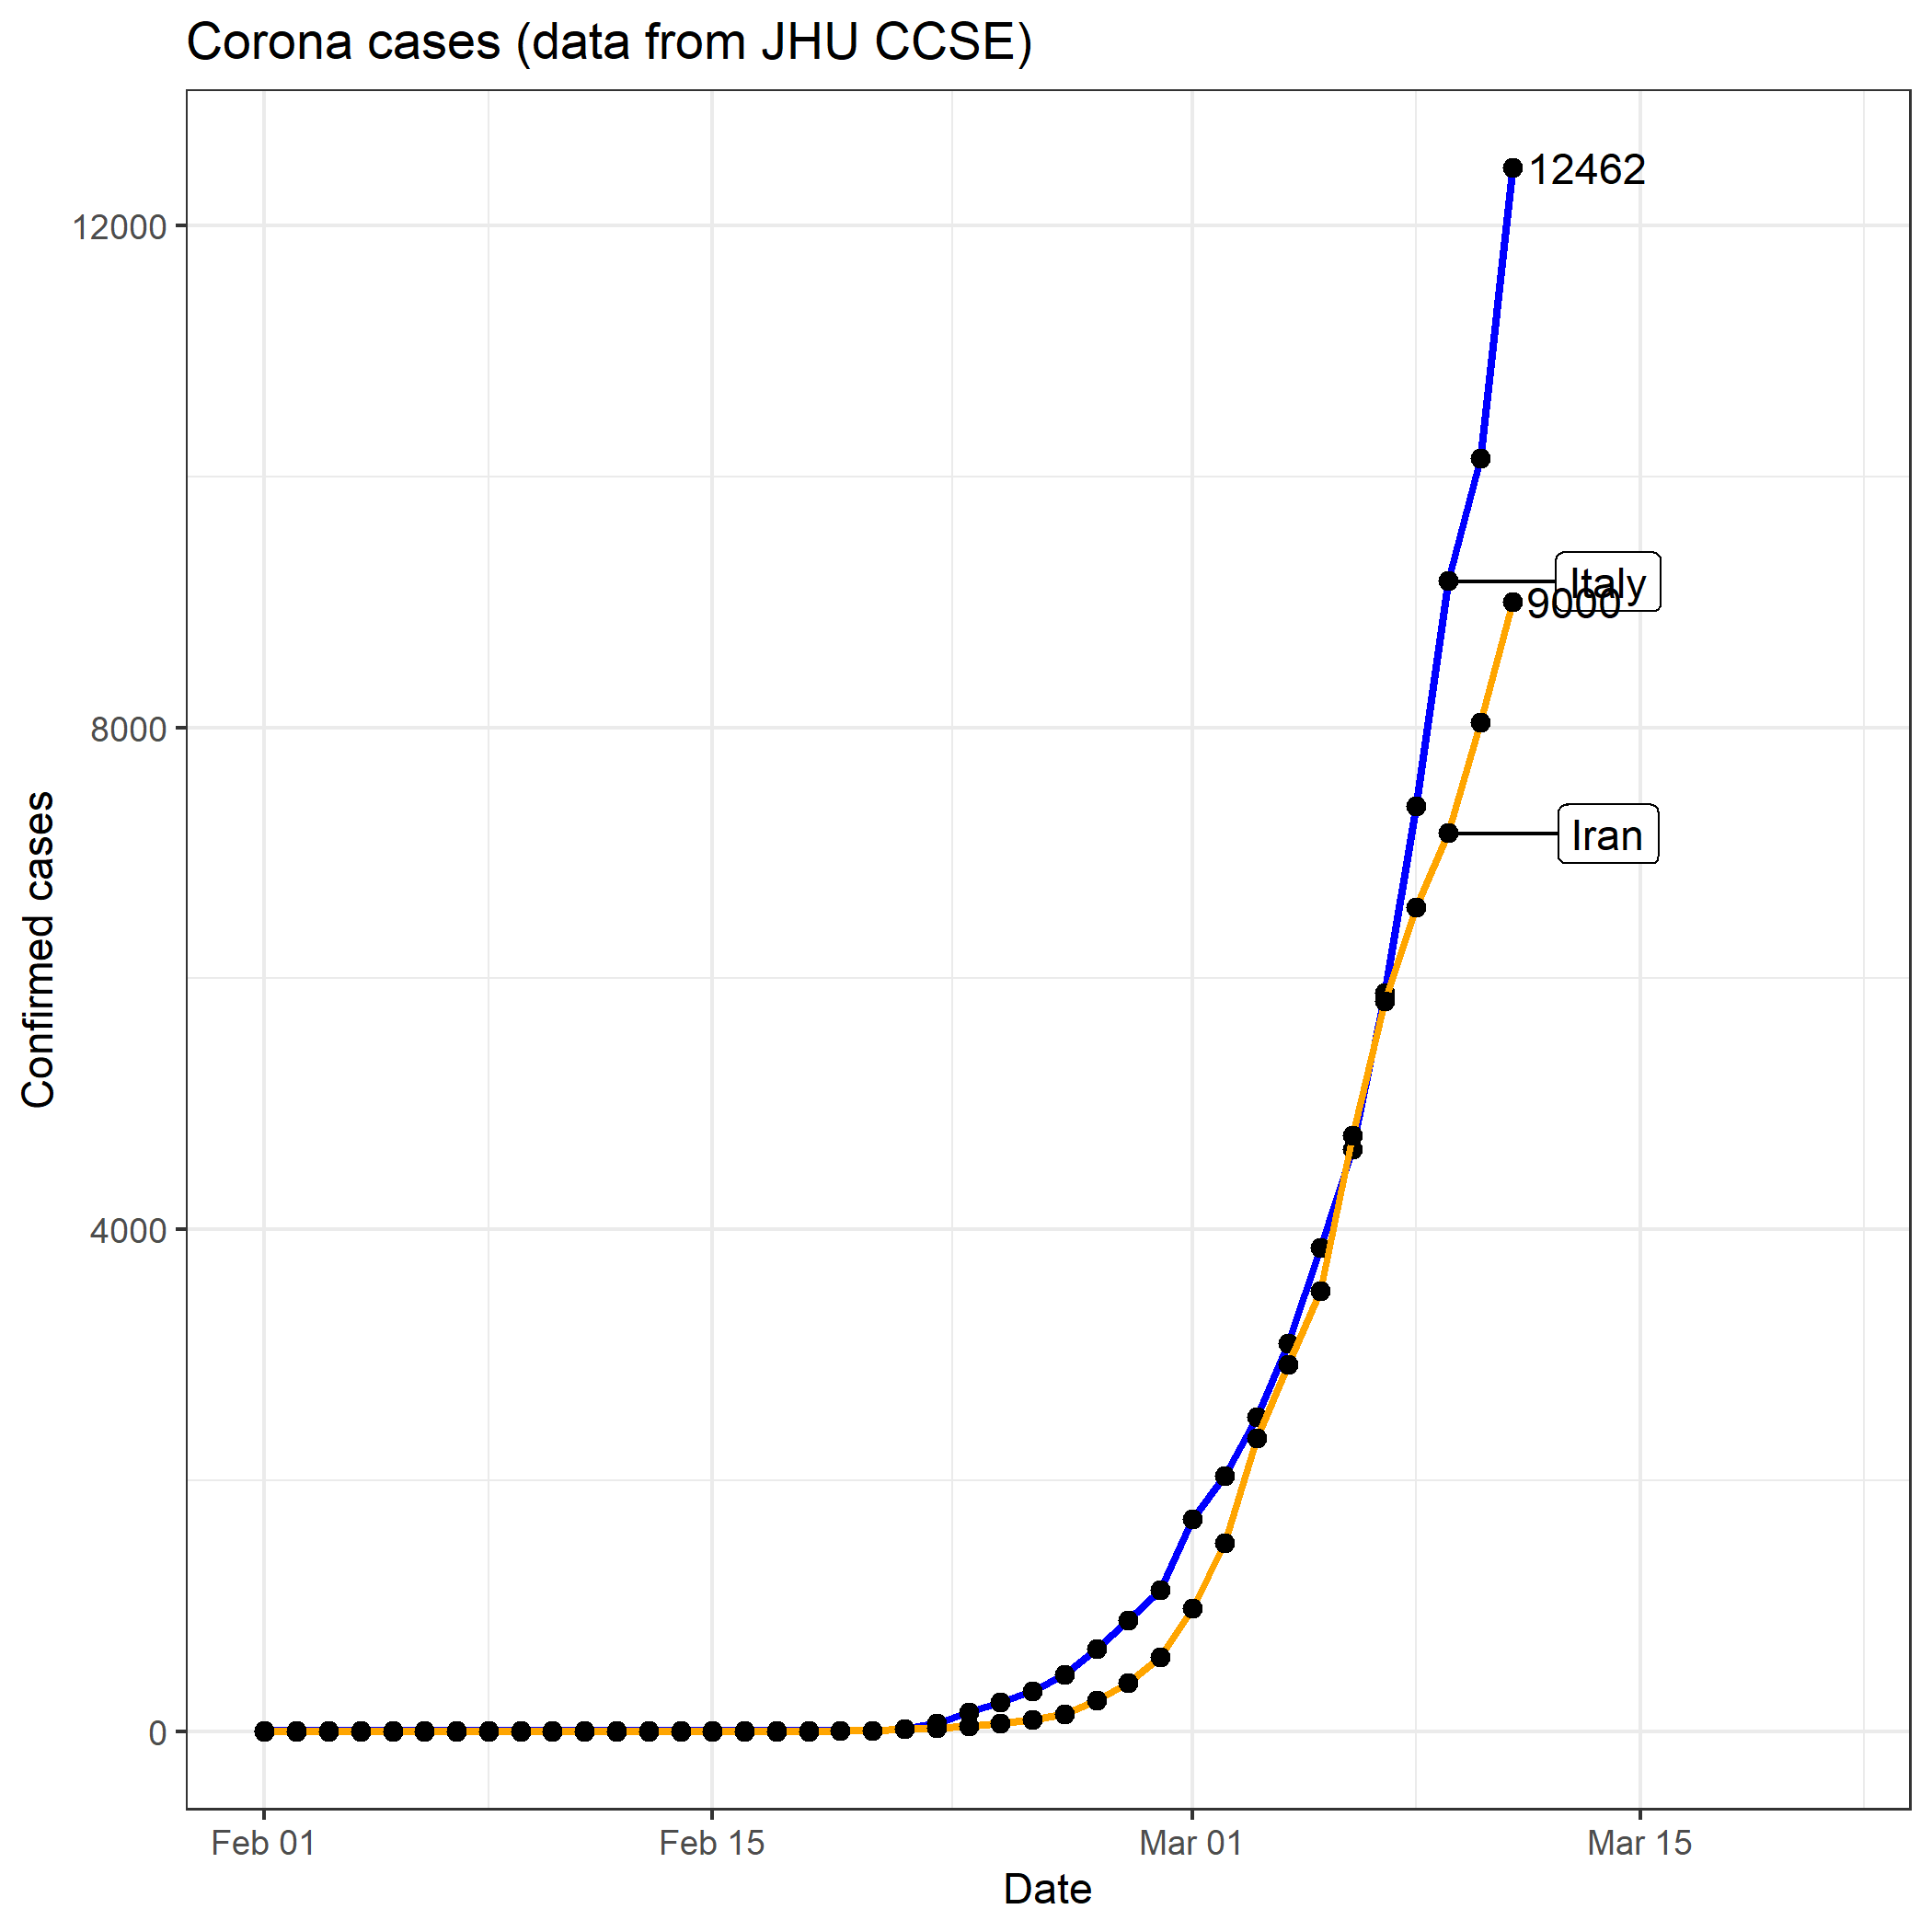 Corona cases (data from JHU CCSE)
12462
12000
Italy
9000
8000
Iran
Confirmed cases
4000
0
Feb 01
Feb 15
Mar 01
Mar 15
Date